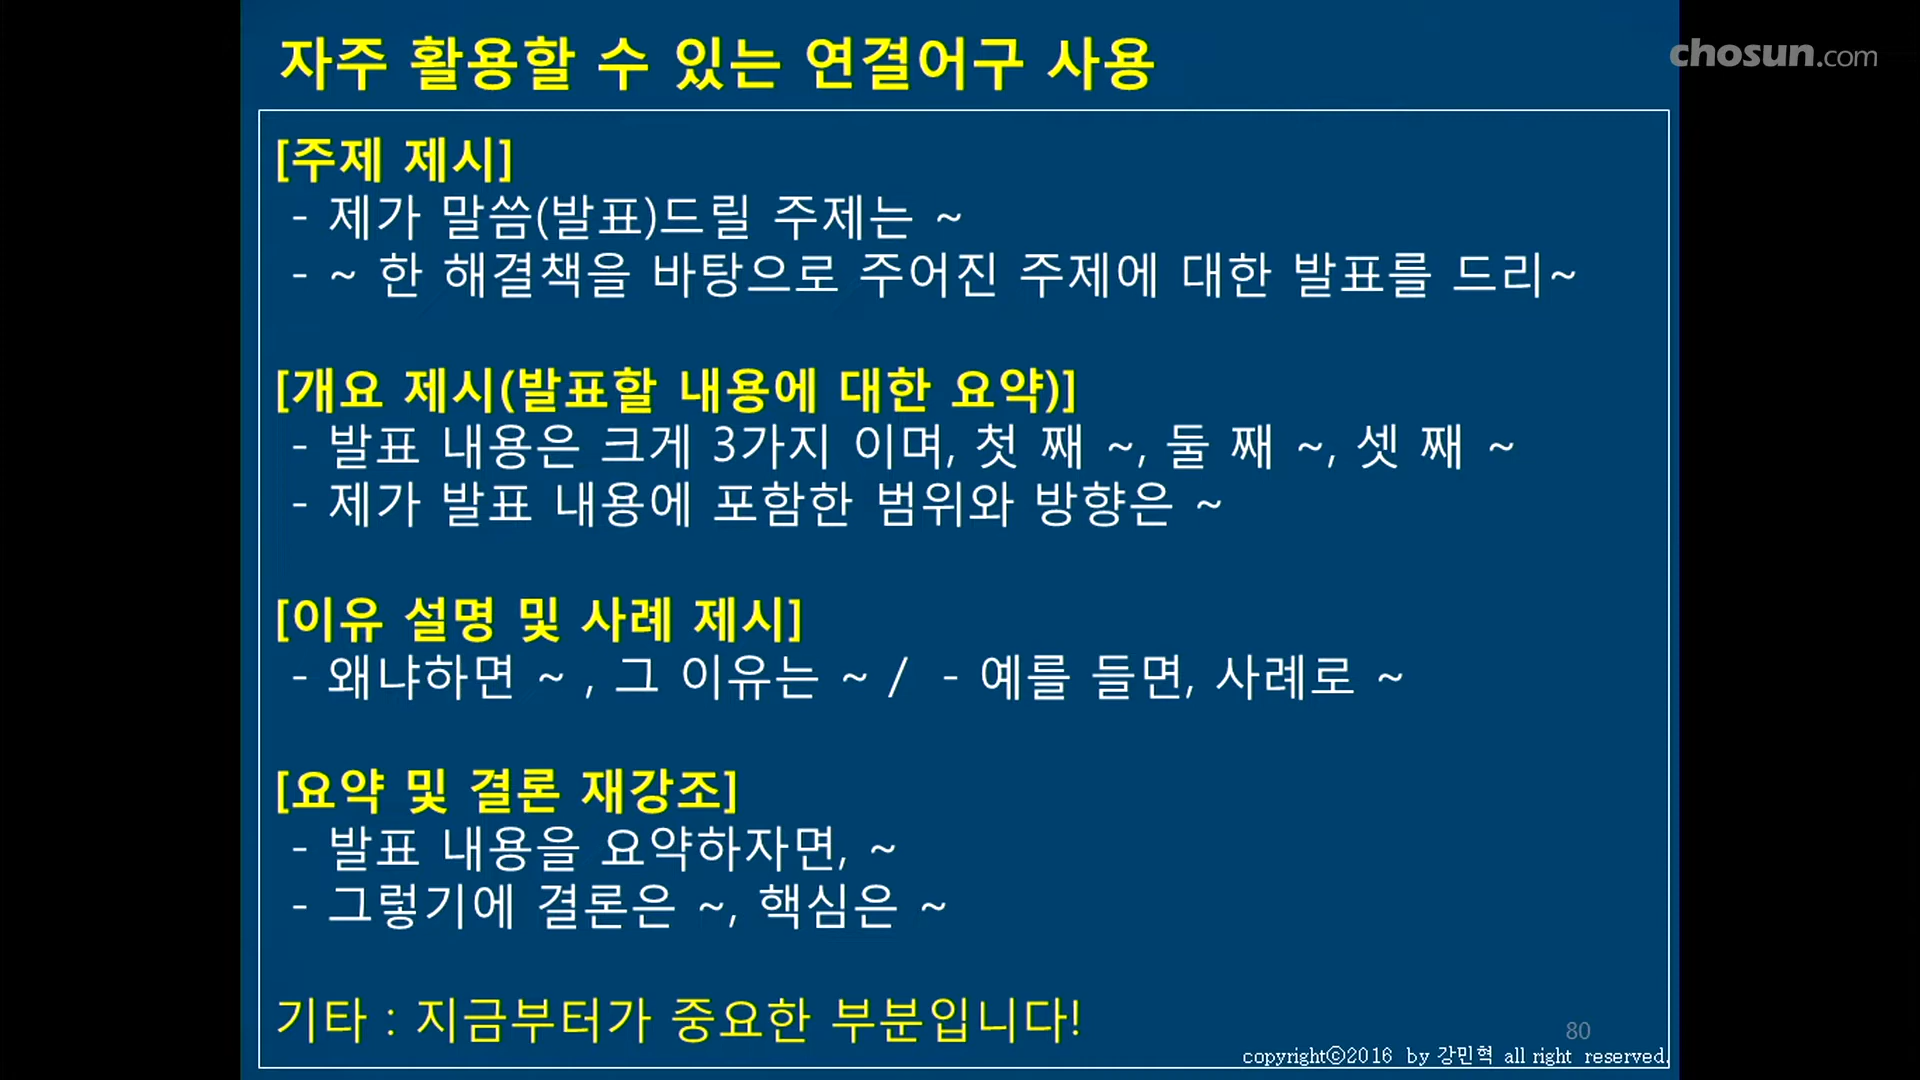 자주 활용할 수 있는 연결어구 사용
chosun.com
[주제 제시]
- 제가 말씀(발표)드릴 주제는 ~
- ~ 한 해결책을 바탕으로 주어진 주제에 대한 발표를 드리~
[개요 제시(발표할 내용에 대한 요약)]
- 발표 내용은 크게 3가지 이며, 첫 째 ~, 둘 째 ~, 셋 째 ~
- 제가 발표 내용에 포함한 범위와 방향은 ~
[이유 설명 및 사례 제시]
- 왜냐하면 ~ , 그 이유는 ~ / - 예를 들면, 사례로 ~
[요약 및 결론 재강조]
- 발표 내용을 요약하자면, ~
- 그렇기에 결론은 ~, 핵심은 ~
기타 : 지금부터가 중요한 부분입니다!
80
copyrightⓒ2016 by 강민혁 all right reserved.